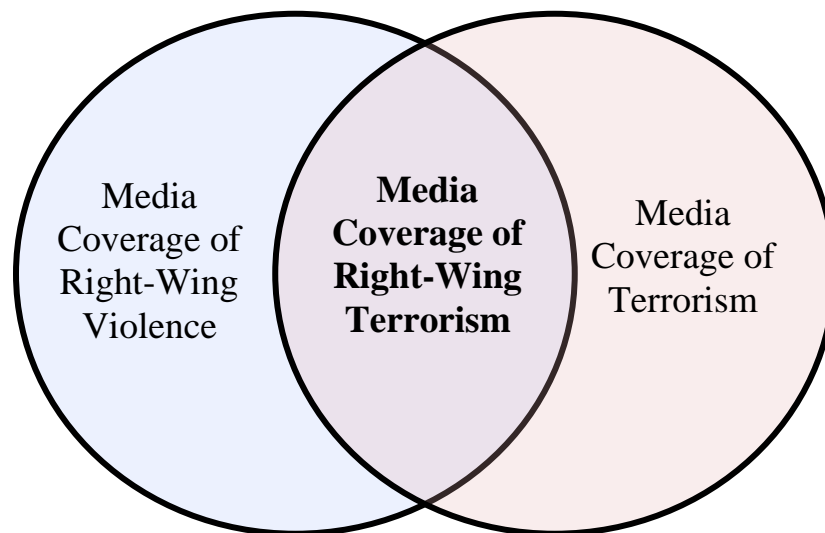 Media
Coverage of
Right-Wing
Violence
Media
Coverage of
Right-Wing
Terrorism
Media
Coverage of
Terrorism